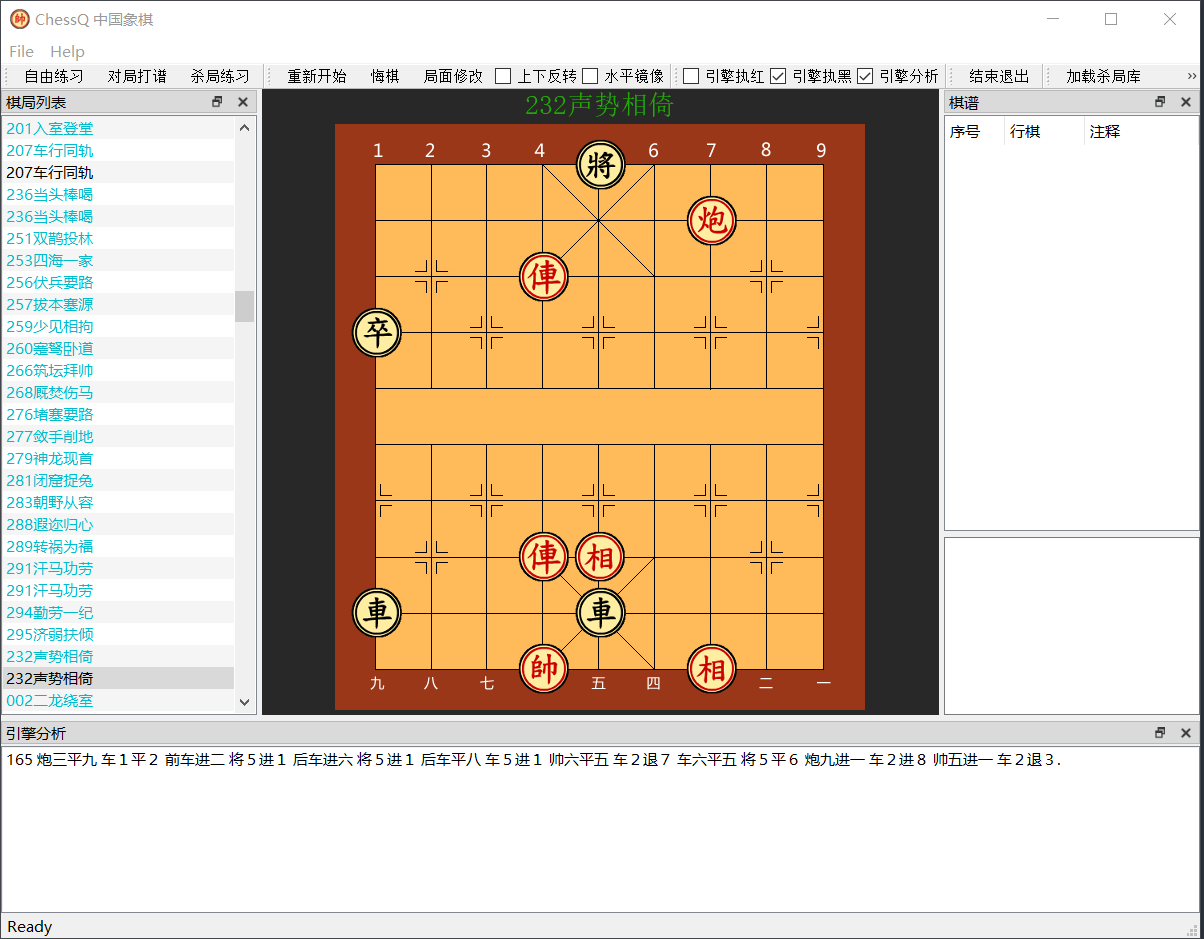 帥 ChessQ 中国象棋
File Help
自由练习 对局打谱 杀局练习 重新开始 悔棋 局面修改 上下反转 水平镜像 引擎执红 引擎执黑 引擎分析 结束退出 加载杀局库 »
棋局列表
201入室登堂
207车行同轨
207车行同轨
236当头棒喝
236当头棒喝
251双鹊投林
253四海一家
256伏兵要路
257拔本塞源
259少见相拘
260蹇驽卧道
266筑坛拜帅
268厩焚伤马
276堵塞要路
277敛手削地
279神龙现首
281闭窟捉兔
283朝野从容
288遐迩归心
289转祸为福
291汗马功劳
291汗马功劳
294勤劳一纪
295济弱扶倾
232声势相倚
232声势相倚
002二龙绕室
232声势相倚
1 2 3 4 6 7 8 9
將
炮
俥
卒
俥 相
車 車
帥 相
九 八 七 五 四 二 一
棋谱
序号 行棋 注释
引擎分析
165 炮三平九 车１平２ 前车进二 将５进１ 后车进六 将５进１ 后车平八 车５进１ 帅六平五 车２退７ 车六平五 将５平６ 炮九进一 车２进８ 帅五进一 车２退３.
Ready